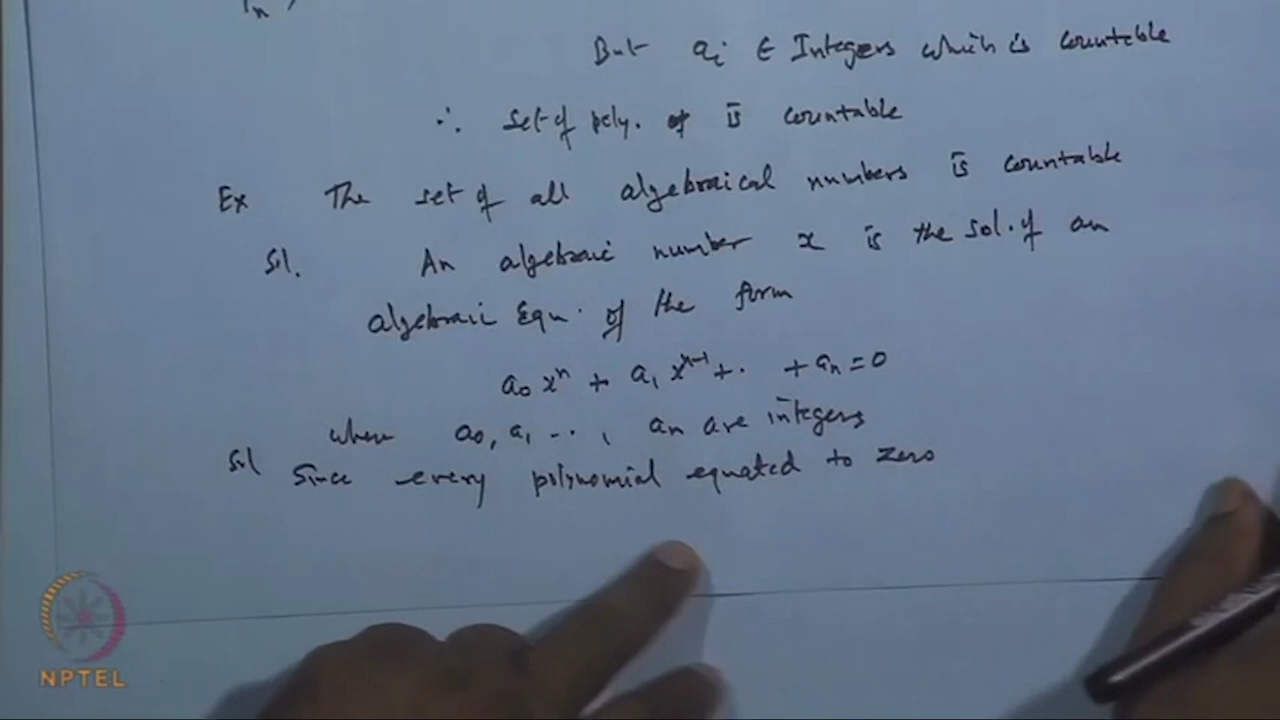 But aᵢ ∈ Integers which is countable
∴ set of poly. of is countable
Ex The set of all algebraical numbers is countable
Sol. An algebraic number x is the sol. of an
algebraic Equ. of the form
a₀xⁿ + a₁xⁿ⁻¹ + . + aₙ = 0
where a₀, a₁ -- , aₙ are integers
Sol Since every polynomial equated to zero
NPTEL